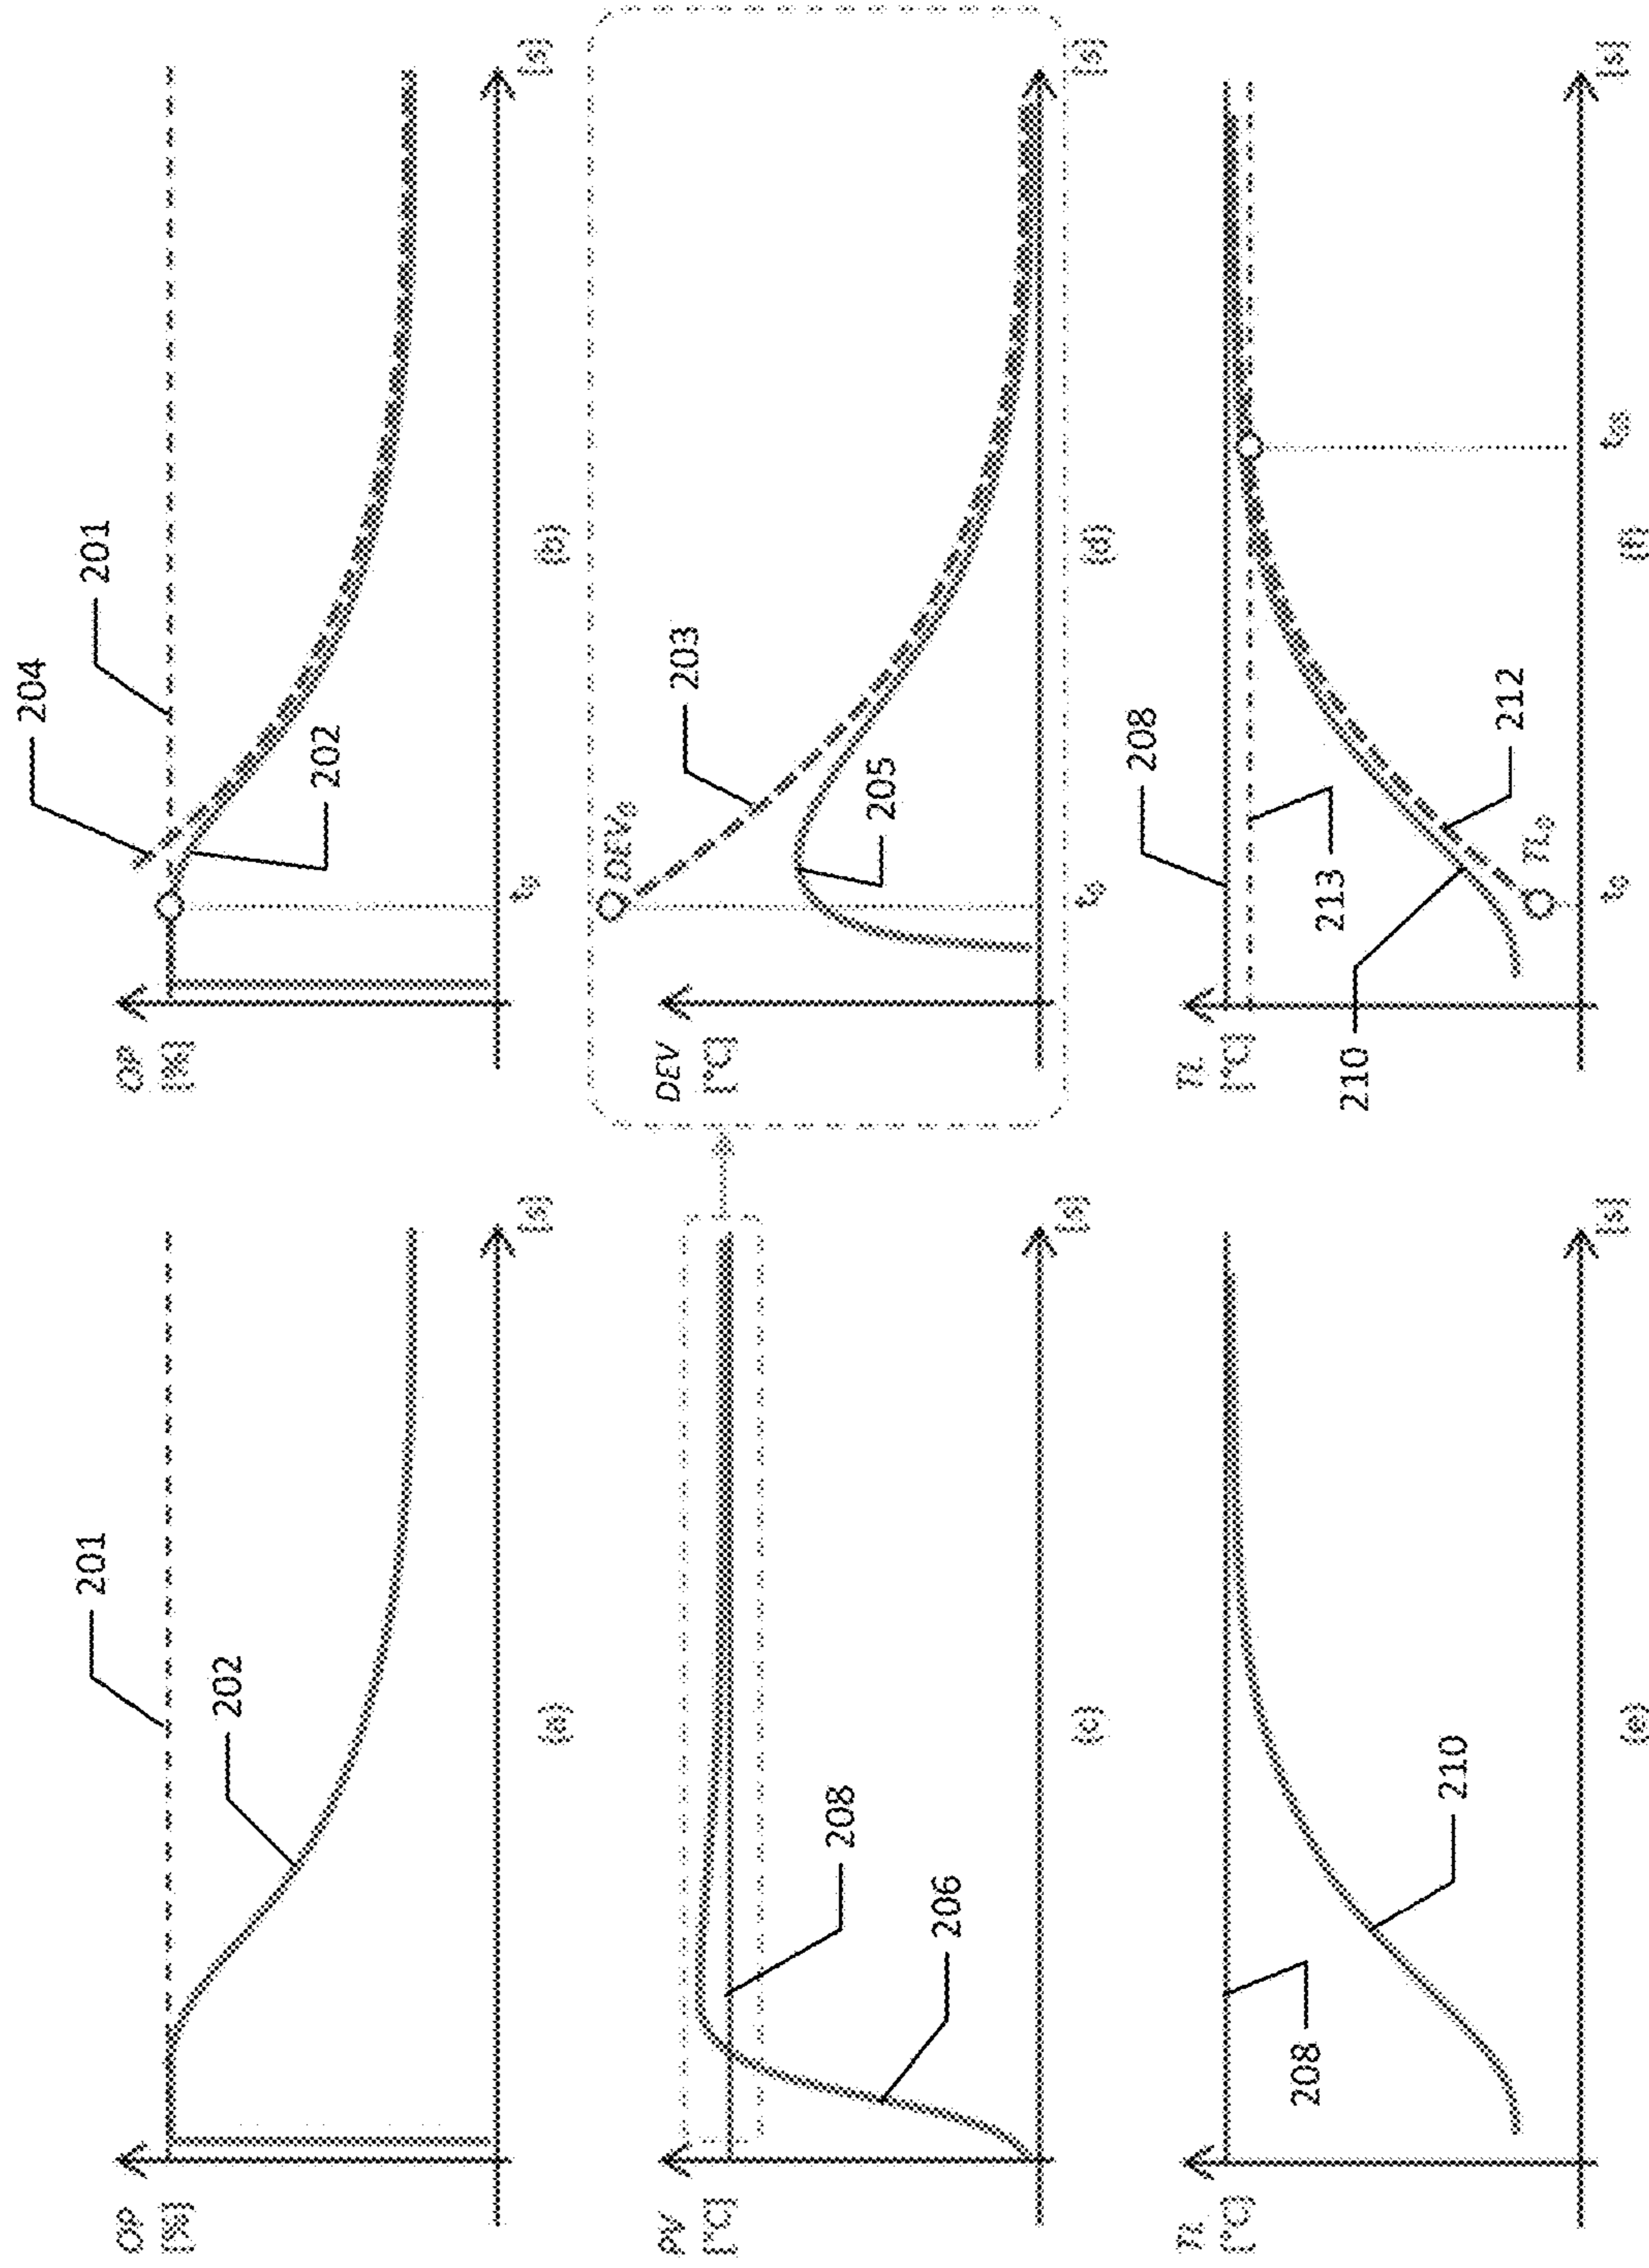 OP
[%]
201
202
[s]
(a)
OP
[%]
204
201
202
t₀
[s]
(b)
PV
[°C]
208
206
[s]
(c)
DEV
[°C]
DEV₀
203
205
t₀
[s]
(d)
TL
[°C]
208
210
[s]
(e)
TL
[°C]
208
213
210
212
TL₀
t₀
t
[s]
(f)